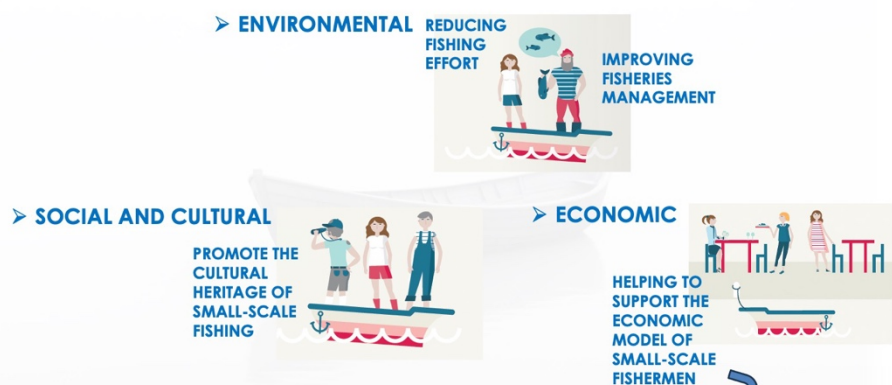 ➢ ENVIRONMENTAL
REDUCING
FISHING
EFFORT
IMPROVING
FISHERIES
MANAGEMENT
➢ SOCIAL AND CULTURAL
PROMOTE THE
CULTURAL
HERITAGE OF
SMALL-SCALE
FISHING
➢ ECONOMIC
HELPING TO
SUPPORT THE
ECONOMIC
MODEL OF
SMALL-SCALE
FISHERMEN